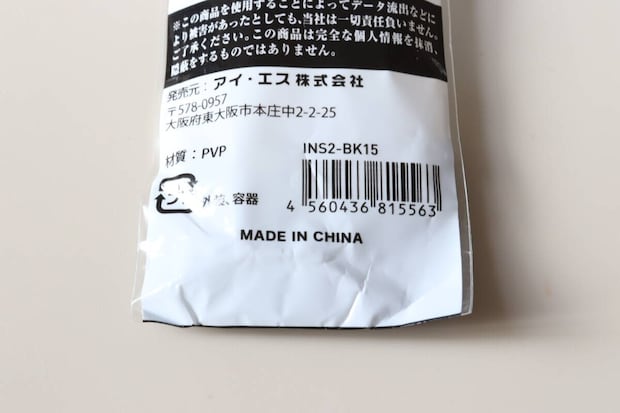 ※この商品を使用することによってデータ流出などに
より被害があったとしても、当社は一切責任負いません。
ご了承ください。この商品は完全な個人情報を抹消、
隠蔽をするものではありません。
発売元:アイ・エス株式会社
〒578-0957
大阪府東大阪市本庄中2-2-25
材質:PVP
INS2-BK15
プラ 外装、容器
4 560436 815563
MADE IN CHINA